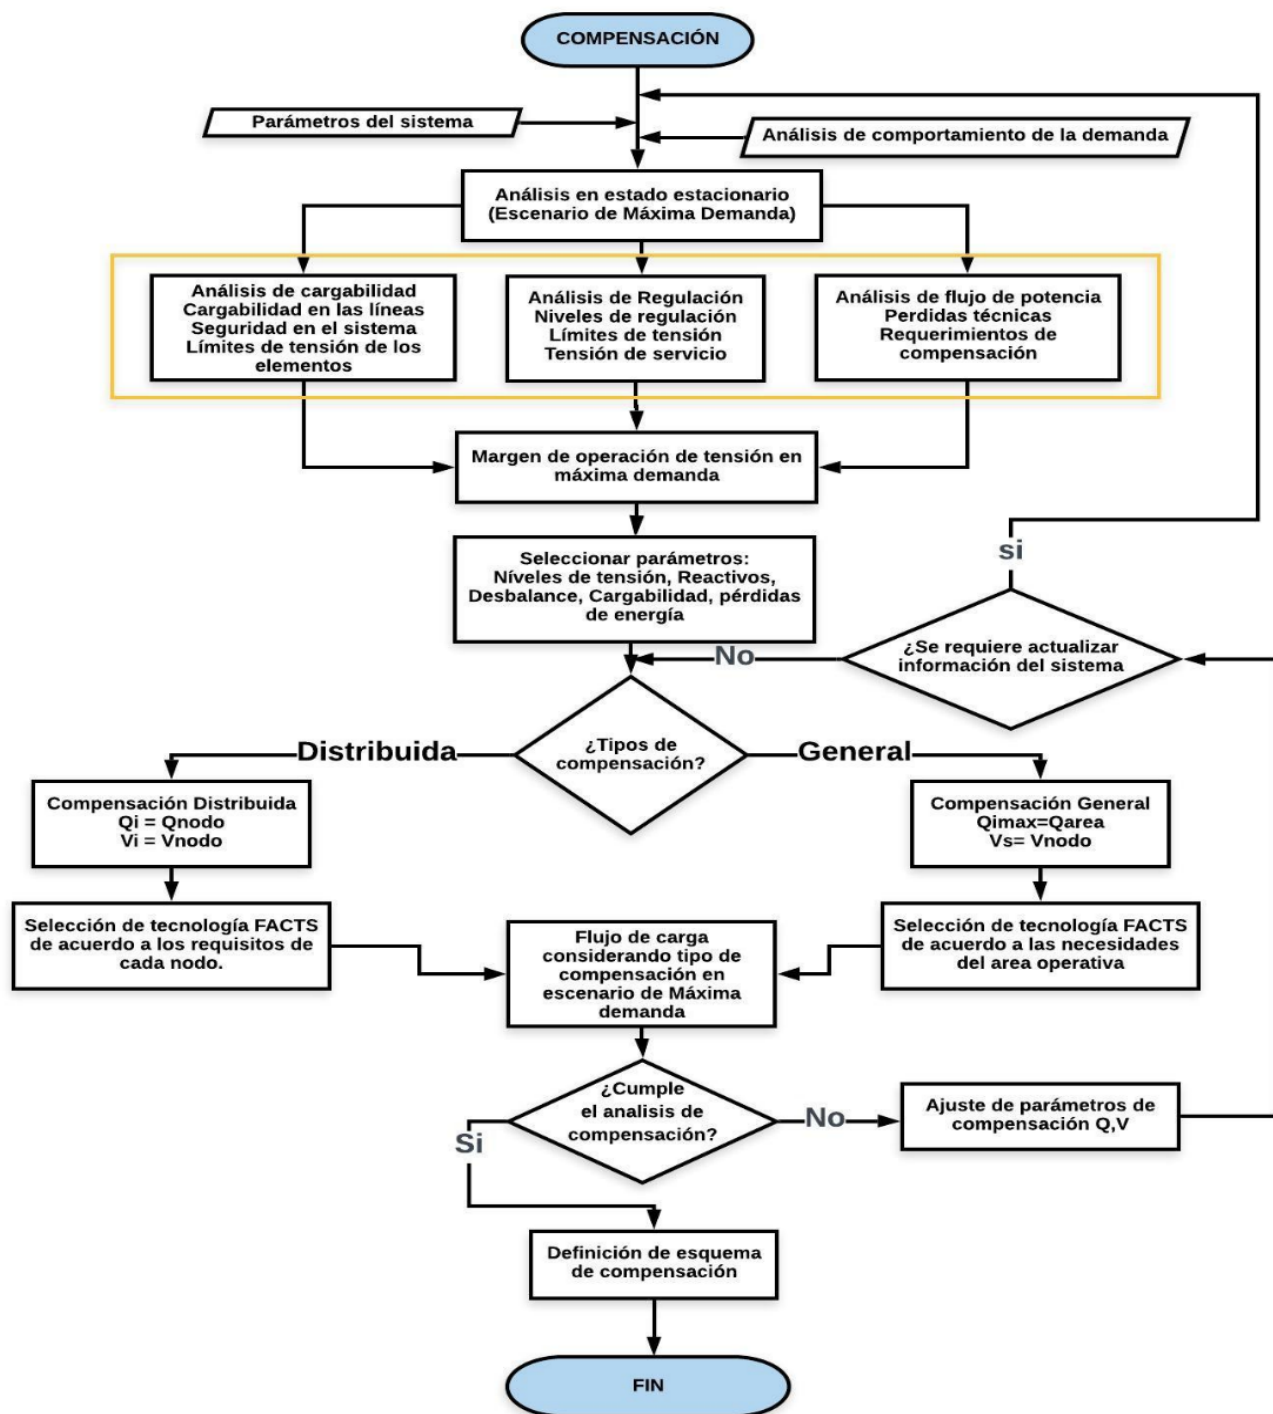 COMPENSACIÓN
Parámetros del sistema
Análisis de comportamiento de la demanda
Análisis en estado estacionario
(Escenario de Máxima Demanda)
Análisis de cargabilidad
Cargabilidad en las líneas
Seguridad en el sistema
Límites de tensión de los
elementos
Análisis de Regulación
Niveles de regulación
Límites de tensión
Tensión de servicio
Análisis de flujo de potencia
Perdidas técnicas
Requerimientos de
compensación
Margen de operación de tensión en
máxima demanda
Seleccionar parámetros:
Níveles de tensión, Reactivos,
Desbalance, Cargabilidad, pérdidas
de energía
si
¿Se requiere actualizar
información del sistema
No
¿Tipos de
compensación?
Distribuida
General
Compensación Distribuida
Qi = Qnodo
Vi = Vnodo
Compensación General
Qimax=Qarea
Vs= Vnodo
Selección de tecnología FACTS
de acuerdo a los requisitos de
cada nodo.
Flujo de carga
considerando tipo de
compensación en
escenario de Máxima
demanda
Selección de tecnología FACTS
de acuerdo a las necesidades
del area operativa
¿Cumple
el analisis de
compensación?
Si
No
Ajuste de parámetros de
compensación Q,V
Definición de esquema
de compensación
FIN